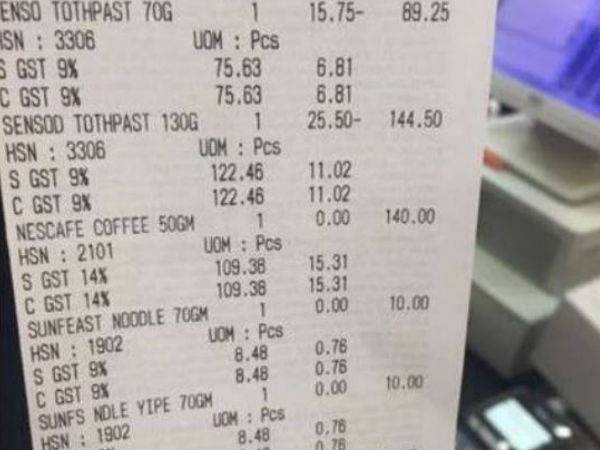 ENSO TOTHPAST 70G 1 15.75- 89.25
HSN : 3306 UOM : Pcs
S GST 9% 75.63 6.81
C GST 9% 75.63 6.81
SENSOD TOTHPAST 130G 1 25.50- 144.50
HSN : 3306 UOM : Pcs
S GST 9% 122.46 11.02
C GST 9% 122.46 11.02
NESCAFE COFFEE 50GM 1 0.00 140.00
HSN : 2101 UOM : Pcs
S GST 14% 109.38 15.31
C GST 14% 109.38 15.31
SUNFEAST NOODLE 70GM 1 0.00 10.00
HSN : 1902 UOM : Pcs
S GST 9% 8.48 0.76
C GST 9% 8.48 0.76
SUNFS NDLE YIPE 70GM 1 0.00 10.00
HSN : 1902 UOM : Pcs
8.48 0.76
0.76